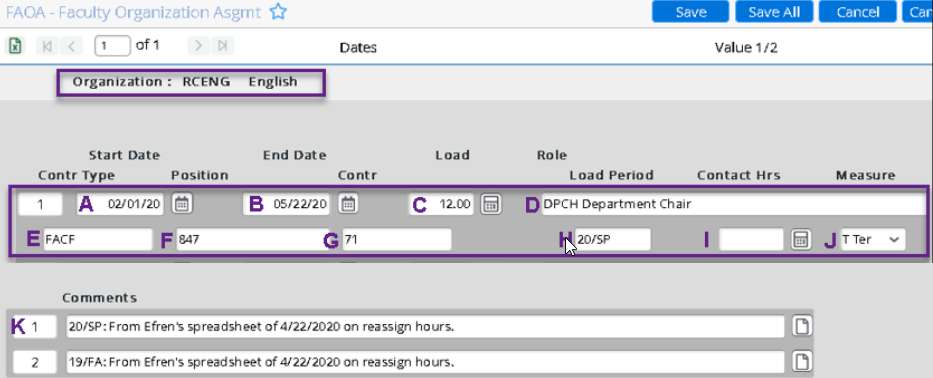 FAOA - Faculty Organization Asgmt
Save Save All Cancel Can
1 of 1 Dates Value 1/2
Organization : RCENG English
Start Date End Date Load Role
Contr Type Position Contr Load Period Contact Hrs Measure
1 A 02/01/20 B 05/22/20 C 12.00 D DPCH Department Chair
E FACF F 847 G 71 H 20/SP I J T Ter
Comments
K 1 20/SP: From Efren's spreadsheet of 4/22/2020 on reassign hours.
2 19/FA: From Efren's spreadsheet of 4/22/2020 on reassign hours.